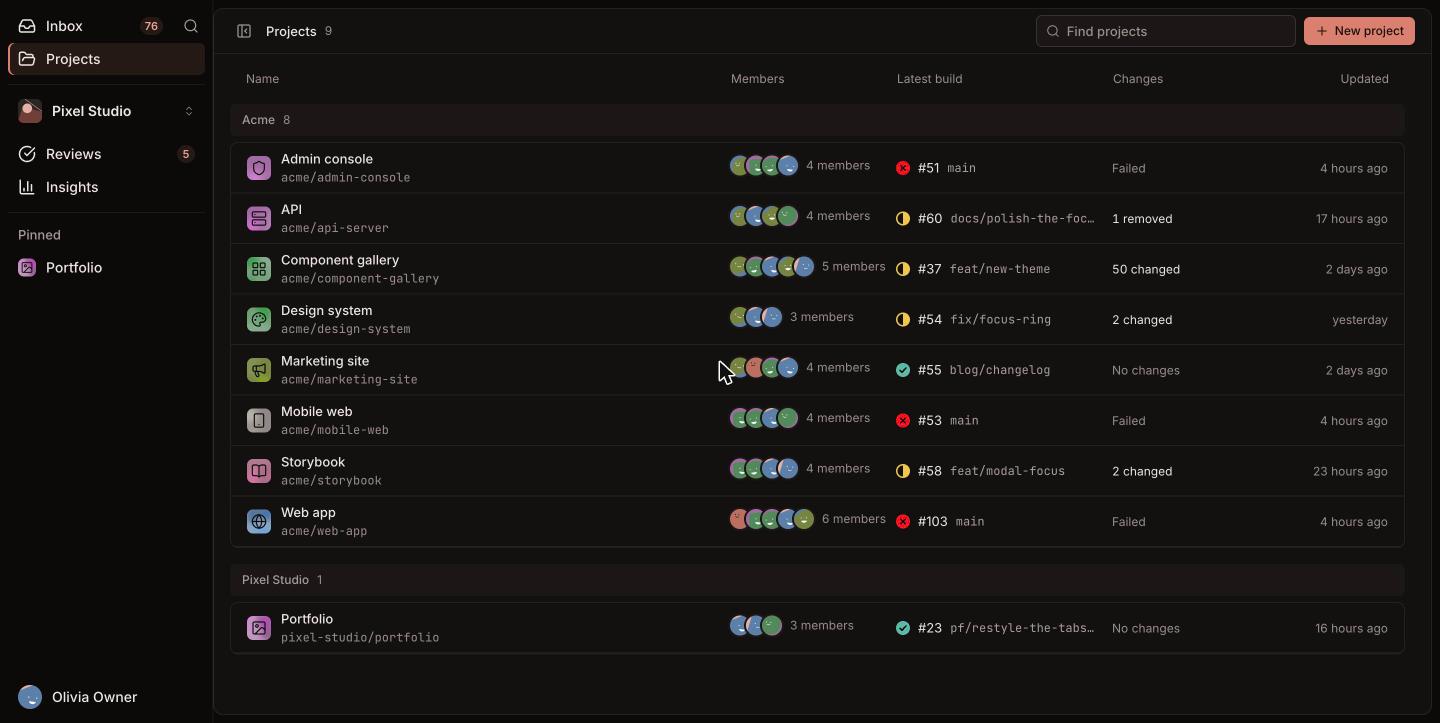 Inbox 76
Projects
Pixel Studio
Reviews 5
Insights
Pinned
Portfolio
Olivia Owner
Projects 9
Find projects
New project
Name Members Latest build Changes Updated
Acme 8
Admin console
acme/admin-console
4 members #51 main Failed 4 hours ago
API
acme/api-server
4 members #60 docs/polish-the-foc… 1 removed 17 hours ago
Component gallery
acme/component-gallery
5 members #37 feat/new-theme 50 changed 2 days ago
Design system
acme/design-system
3 members #54 fix/focus-ring 2 changed yesterday
Marketing site
acme/marketing-site
4 members #55 blog/changelog No changes 2 days ago
Mobile web
acme/mobile-web
4 members #53 main Failed 4 hours ago
Storybook
acme/storybook
4 members #58 feat/modal-focus 2 changed 23 hours ago
Web app
acme/web-app
6 members #103 main Failed 4 hours ago
Pixel Studio 1
Portfolio
pixel-studio/portfolio
3 members #23 pf/restyle-the-tabs… No changes 16 hours ago